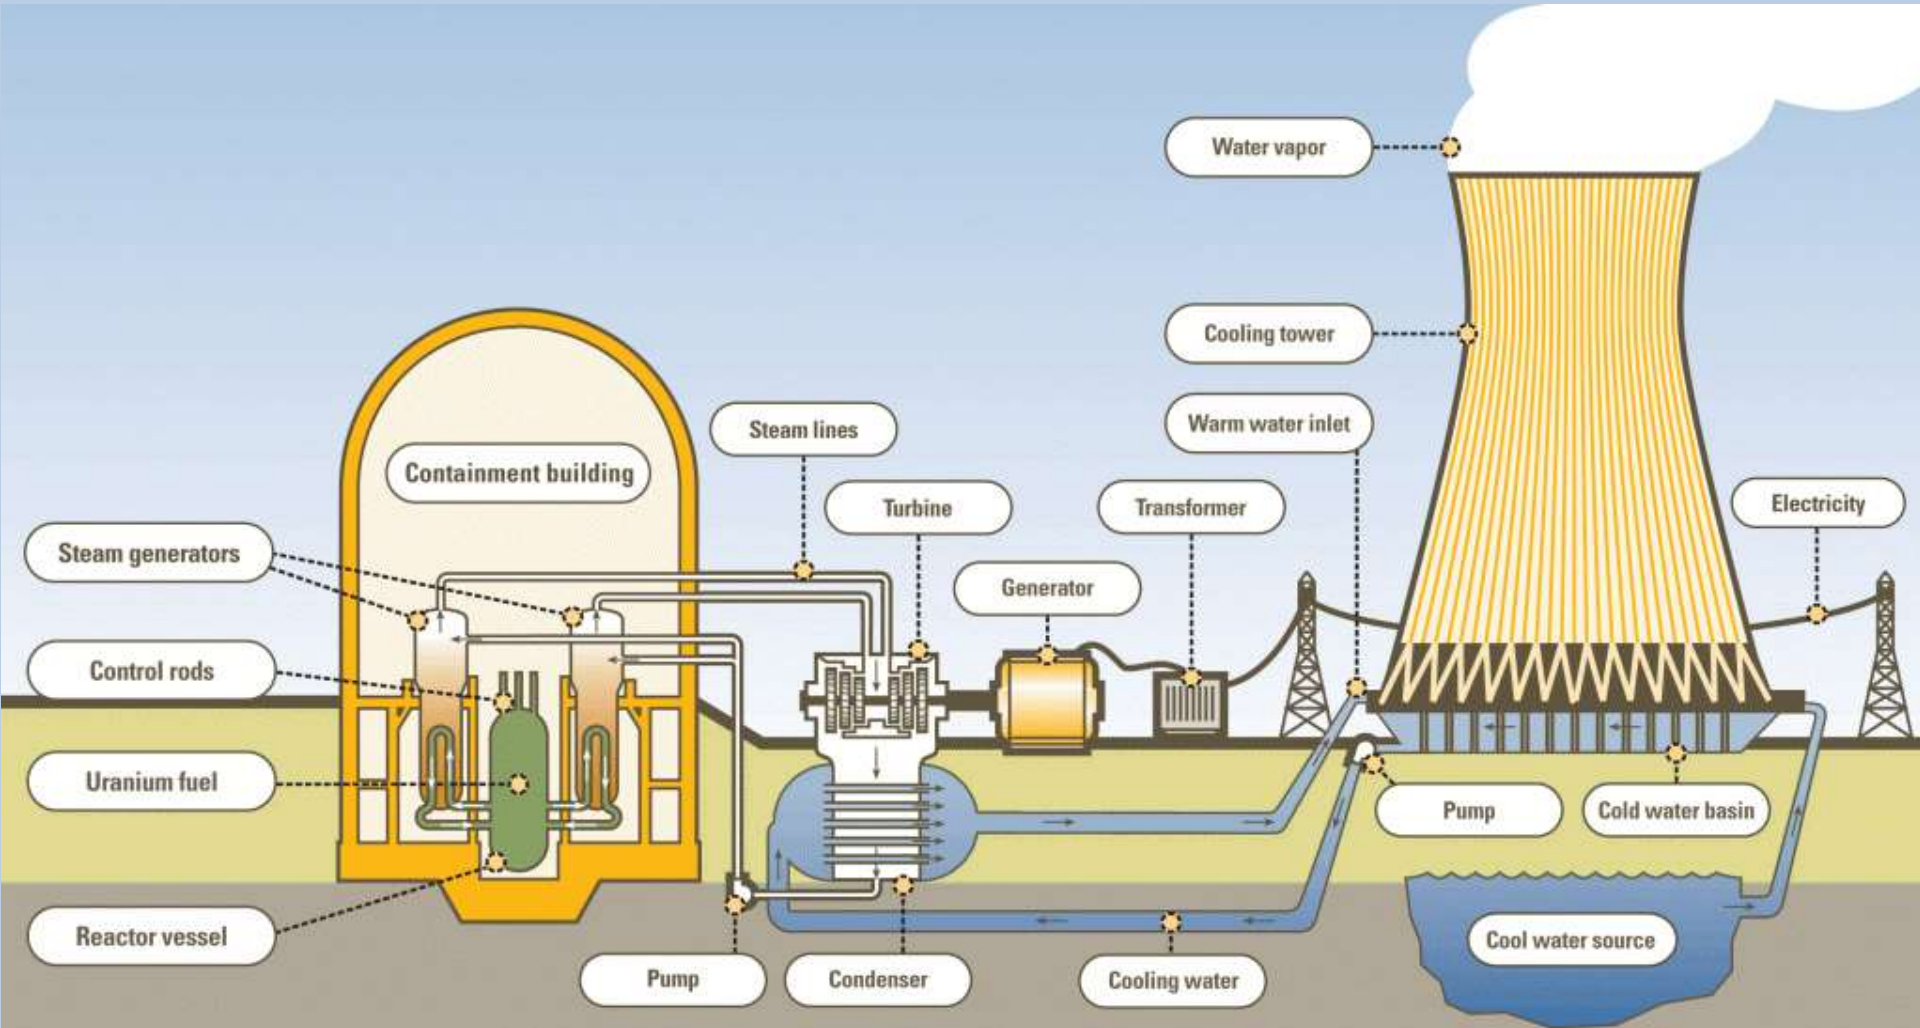 Water vapor
Cooling tower
Warm water inlet
Steam lines
Containment building
Turbine
Transformer
Electricity
Steam generators
Generator
Control rods
Uranium fuel
Pump
Cold water basin
Reactor vessel
Cool water source
Pump
Condenser
Cooling water